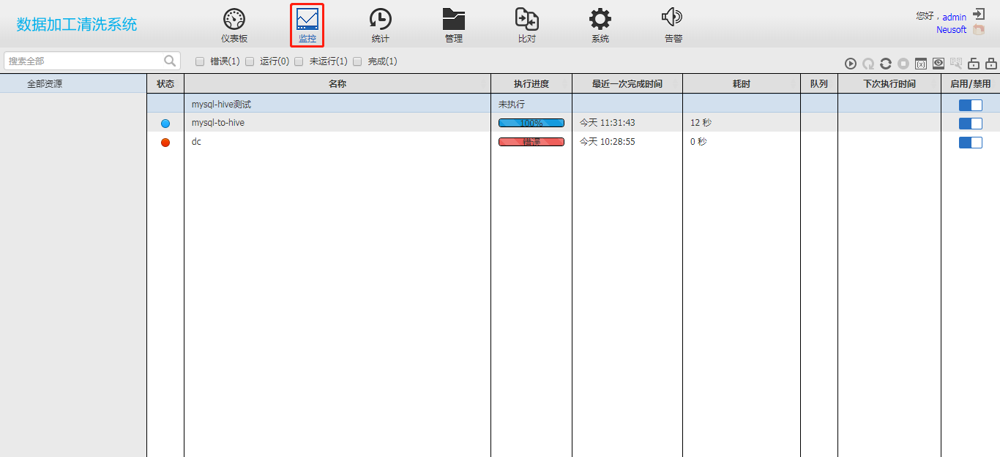 数据加工清洗系统
仪表板 监控 统计 管理 比对 系统 告警
您好，admin
Neusoft
搜索全部 错误(1) 运行(0) 未运行(1) 完成(1)
全部资源 状态 名称 执行进度 最近一次完成时间 耗时 队列 下次执行时间 启用/禁用
mysql-hive测试 未执行
mysql-to-hive 100% 今天 11:31:43 12 秒
dc 错误 今天 10:28:55 0 秒